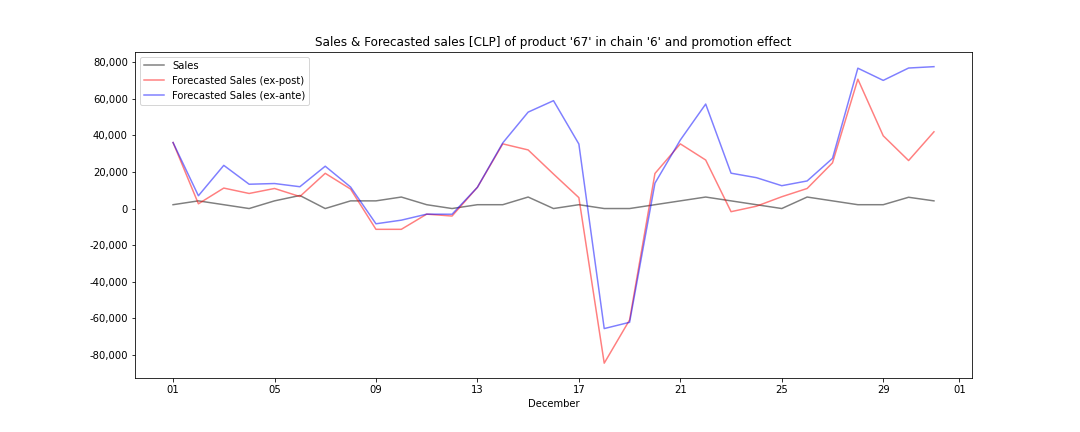 Sales & Forecasted sales [CLP] of product '67' in chain '6' and promotion effect
Sales
Forecasted Sales (ex-post)
Forecasted Sales (ex-ante)
80,000
60,000
40,000
20,000
0
-20,000
-40,000
-60,000
-80,000
01 05 09 13 17 21 25 29 01
December